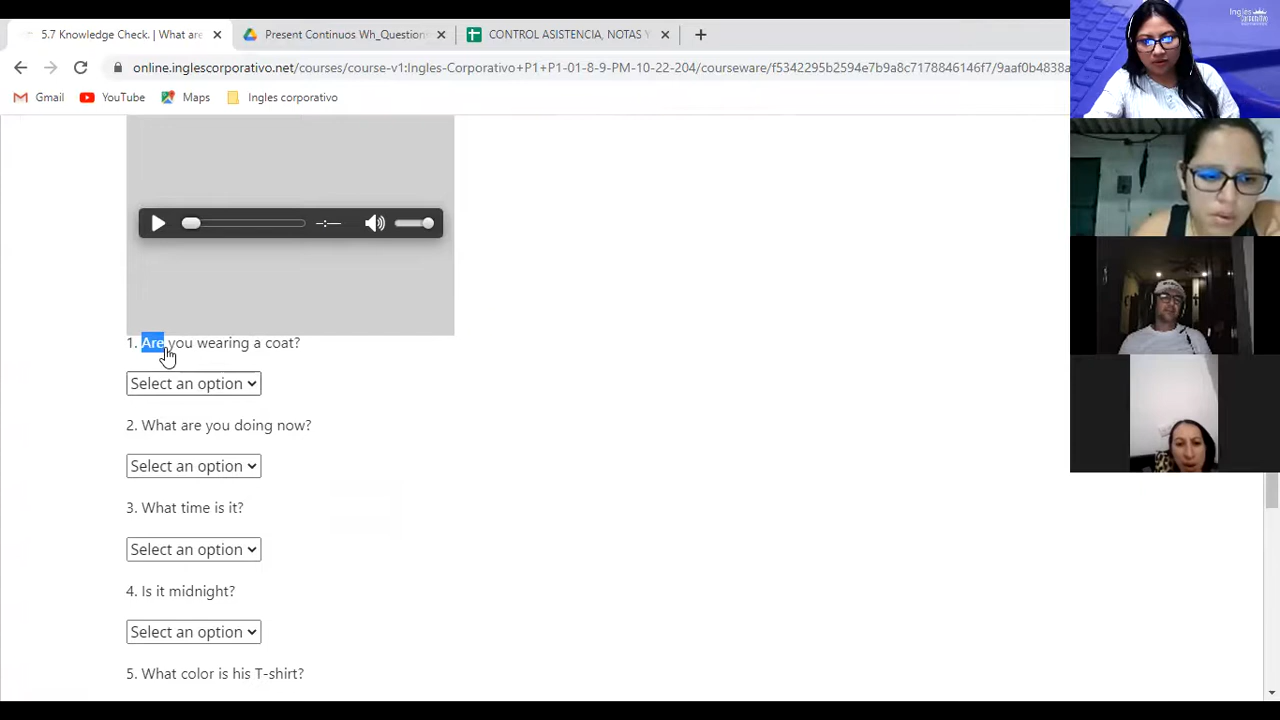 5.7 Knowledge Check. | What are
Present Continuos Wh_Question
CONTROL ASISTENCIA, NOTAS Y
online.inglescorporativo.net/courses/course-v1:Ingles-Corporativo+P1+P1-01-8-9-PM-10-22-204/courseware/f5342295b2594e7b9a8c7178846146f7/9aaf0b4838a
Gmail
YouTube
Maps
Ingles corporativo
1. Are you wearing a coat?
Select an option
2. What are you doing now?
Select an option
3. What time is it?
Select an option
4. Is it midnight?
Select an option
5. What color is his T-shirt?
Ingles